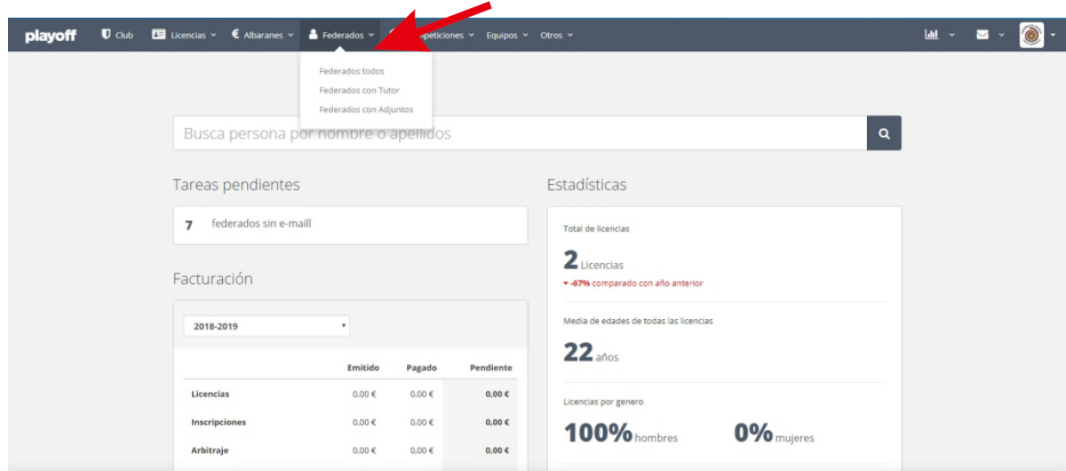 playoff Club Licencias € Albaranes Federados peticiones Equipos Otros
Federados todos
Federados con Tutor
Federados con Adjuntos
Busca persona por nombre o apellidos
Tareas pendientes
7 federados sin e-maill
Facturación
2018-2019
Emitido Pagado Pendiente
Licencias 0,00 € 0,00 € 0,00 €
Inscripciones 0,00 € 0,00 € 0,00 €
Arbitraje 0,00 € 0,00 € 0,00 €
Estadísticas
Total de licencias
2 Licencias
-67% comparado con año anterior
Media de edades de todas las licencias
22 años
Licencias por genero
100% hombres 0% mujeres